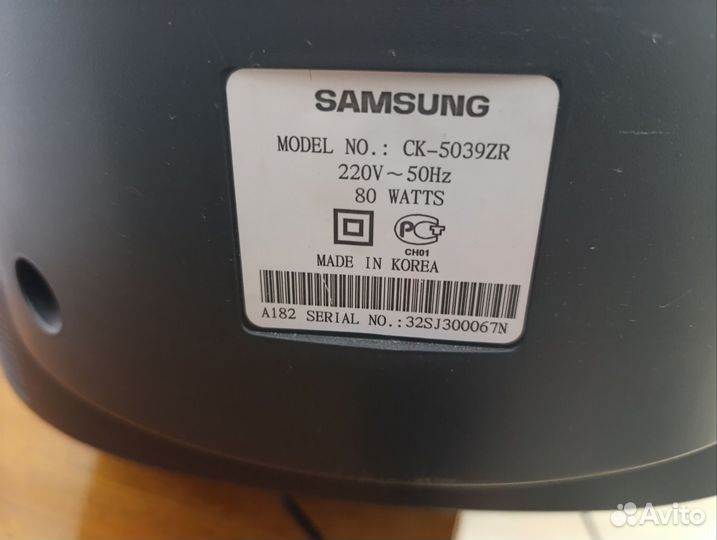 SAMSUNG
MODEL NO.: CK-5039ZR
220V~50Hz
80 WATTS
PCT
CH01
MADE IN KOREA
A182 SERIAL NO.:32SJ300067N
Avito